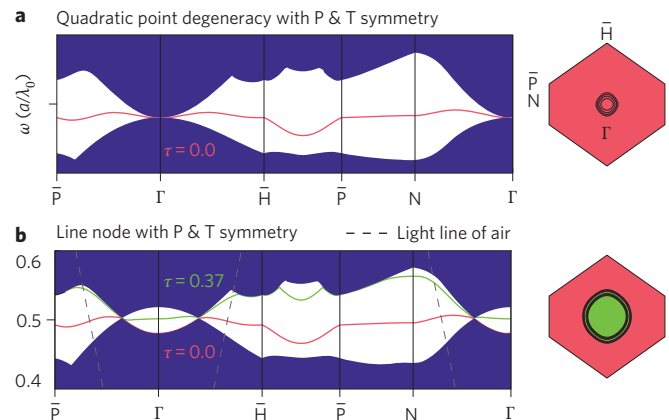 a Quadratic point degeneracy with P & T symmetry
ω (a/λ₀)
τ = 0.0
P̄ Γ H̄ P̄ N Γ
H̄
P̄
N
Γ
b Line node with P & T symmetry --- Light line of air
0.6
0.5
0.4
τ = 0.37
τ = 0.0
P̄ Γ H̄ P̄ N Γ